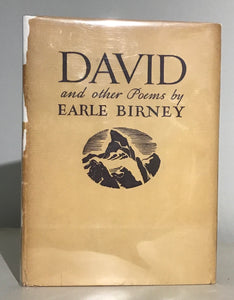 DAVID
and other Poems by
EARLE BIRNEY